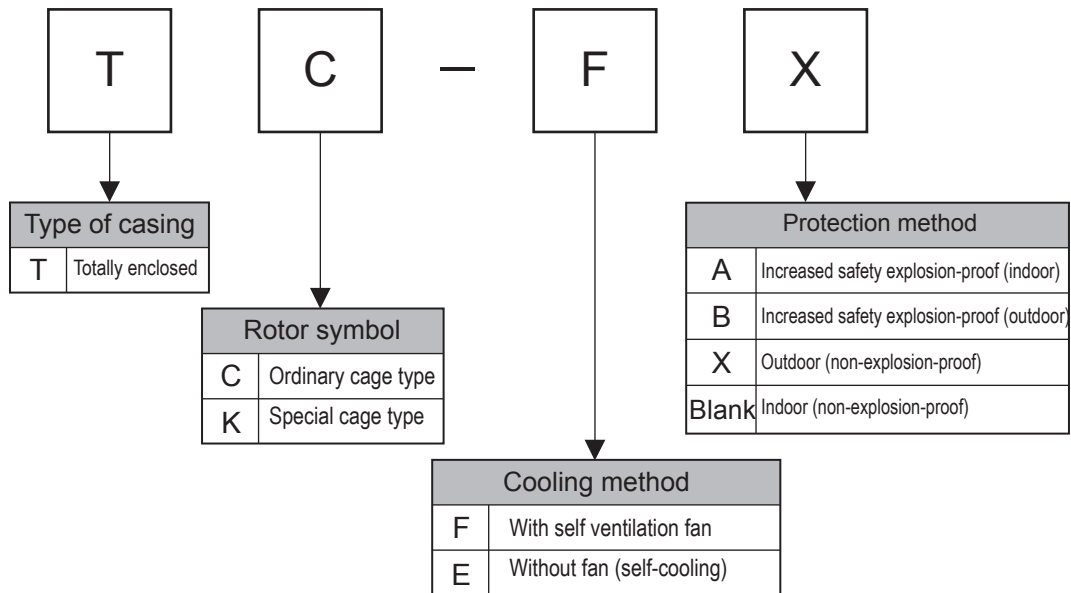 T C – F X
Type of casing
T Totally enclosed
Rotor symbol
C Ordinary cage type
K Special cage type
Cooling method
F With self ventilation fan
E Without fan (self-cooling)
Protection method
A Increased safety explosion-proof (indoor)
B Increased safety explosion-proof (outdoor)
X Outdoor (non-explosion-proof)
Blank Indoor (non-explosion-proof)